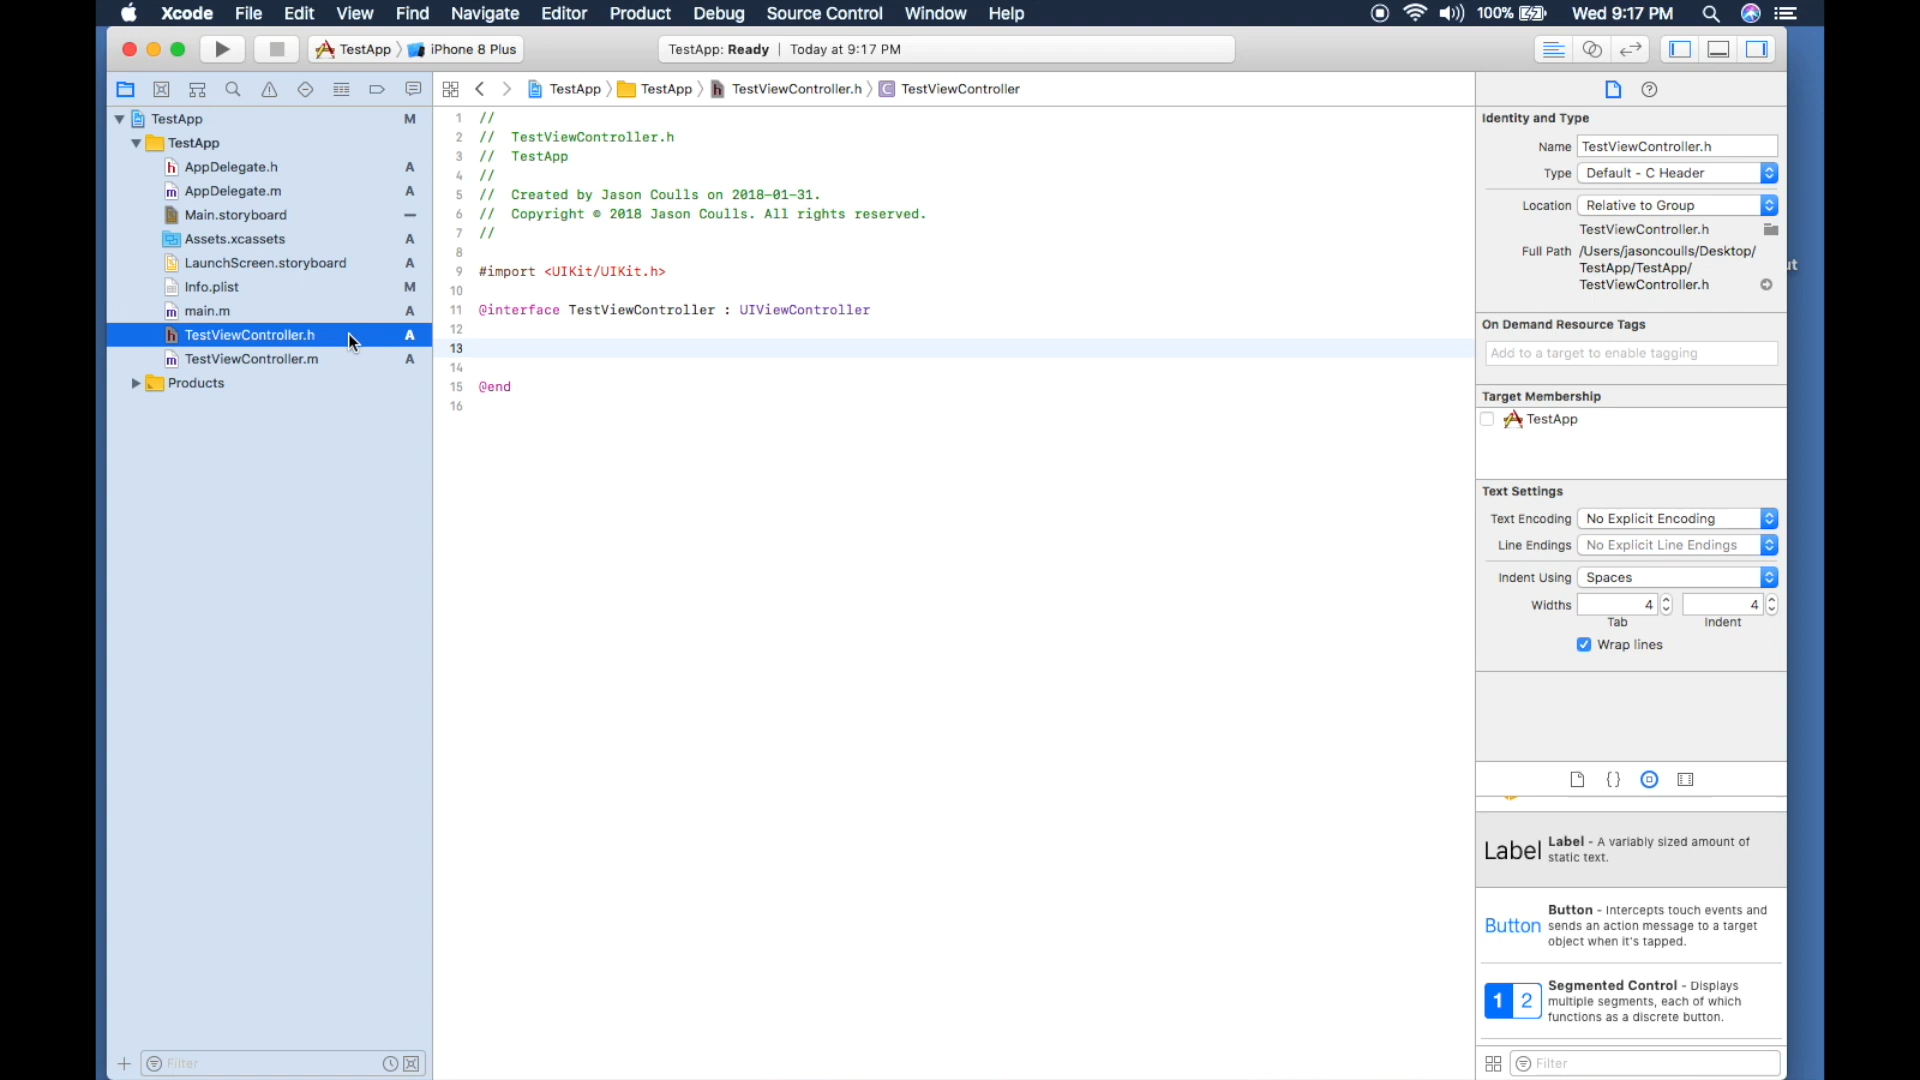 Xcode File Edit View Find Navigate Editor Product Debug Source Control Window Help 100% Wed 9:17 PM
TestApp iPhone 8 Plus TestApp: Ready | Today at 9:17 PM
TestApp TestApp h TestViewController.h C TestViewController
TestApp M
TestApp
h AppDelegate.h A
m AppDelegate.m A
Main.storyboard —
Assets.xcassets A
LaunchScreen.storyboard A
Info.plist M
m main.m A
h TestViewController.h A
m TestViewController.m A
Products
Filter
1 //
2 // TestViewController.h
3 // TestApp
4 //
5 // Created by Jason Coulls on 2018-01-31.
6 // Copyright © 2018 Jason Coulls. All rights reserved.
7 //
8
9 #import <UIKit/UIKit.h>
10
11 @interface TestViewController : UIViewController
12
13
14
15 @end
16
Identity and Type
Name TestViewController.h
Type Default - C Header
Location Relative to Group
TestViewController.h
Full Path /Users/jasoncoulls/Desktop/
TestApp/TestApp/
TestViewController.h
On Demand Resource Tags
Add to a target to enable tagging
Target Membership
TestApp
Text Settings
Text Encoding No Explicit Encoding
Line Endings No Explicit Line Endings
Indent Using Spaces
Widths 4 4
Tab Indent
Wrap lines
{}
Label Label - A variably sized amount of
static text.
Button Button - Intercepts touch events and
sends an action message to a target
object when it's tapped.
1 2 Segmented Control - Displays
multiple segments, each of which
functions as a discrete button.
Filter